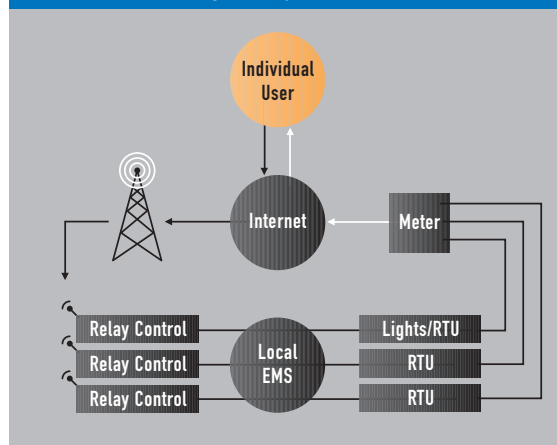 Individual
User
Internet
Meter
Relay Control
Lights/RTU
Local
EMS
Relay Control
RTU
Relay Control
RTU